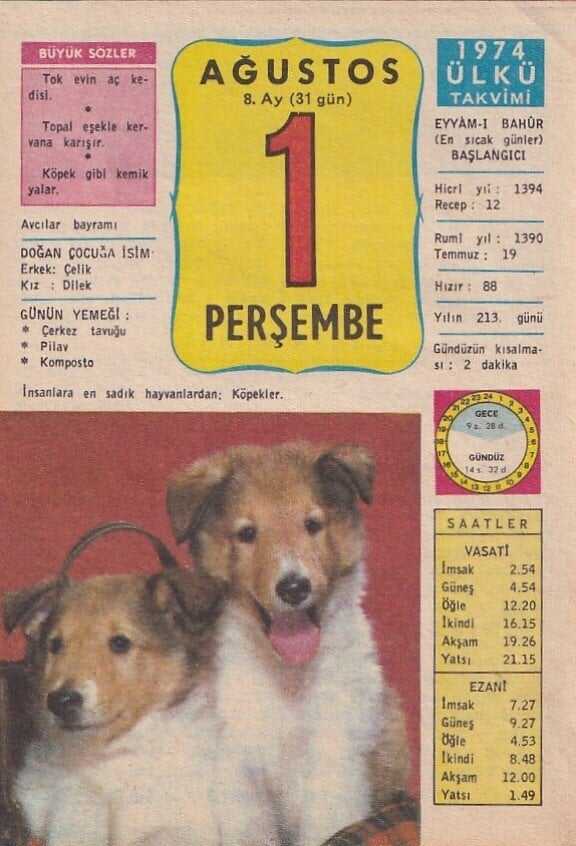 BÜYÜK SÖZLER
Tok evin aç ke-
disi.
*
Topal eşekle ker-
vana karışır.
*
Köpek gibi kemik
yalar.
Avcılar bayramı
DOĞAN ÇOCUĞA İSİM·
Erkek: Çelik
Kız : Dilek
GÜNÜN YEMEĞİ :
* Çerkez tavuğu
* Pilav
* Komposto
AĞUSTOS
8. Ay (31 gün)
1
PERŞEMBE
1974
ÜLKÜ
TAKVİMİ
EYYÂM-I BAHÛR
(En sıcak günler)
BAŞLANGICI
Hicrî yıl : 1394
Recep : 12
Rumî yıl : 1390
Temmuz : 19
Hızır : 88
Yılın 213. günü
Gündüzün kısalma-
sı : 2 dakika
İnsanlara en sadık hayvanlardan; Köpekler.
GECE
9 s. 28 d.
GÜNDÜZ
14 s. 32 d
SAATLER
VASATİ
İmsak 2.54
Güneş 4.54
Öğle 12.20
İkindi 16.15
Akşam 19.26
Yatsı 21.15
EZANİ
İmsak 7.27
Güneş 9.27
Öğle 4.53
İkindi 8.48
Akşam 12.00
Yatsı 1.49